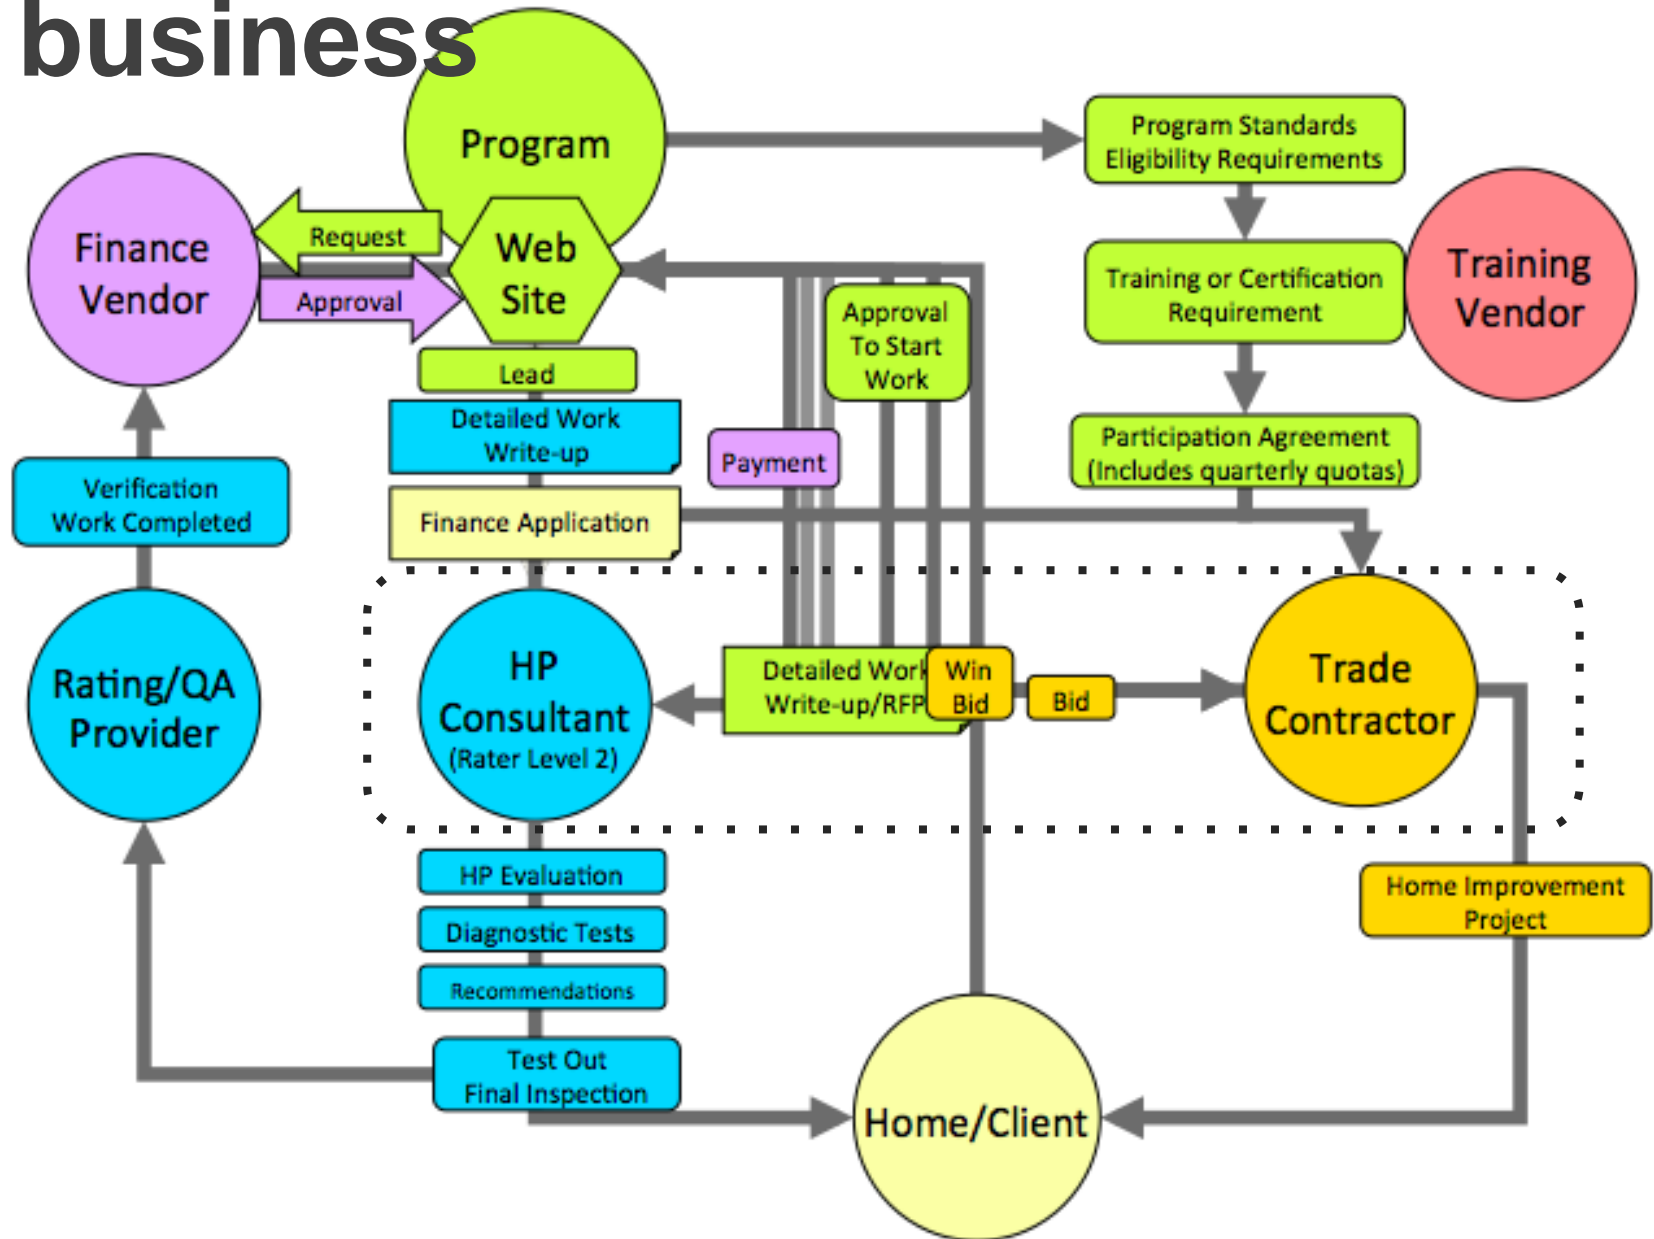 business
Program
Program Standards
Eligibility Requirements
Finance
Vendor
Request
Approval
Web
Site
Training or Certification
Requirement
Training
Vendor
Approval
To Start
Work
Lead
Detailed Work
Write-up
Payment
Participation Agreement
(Includes quarterly quotas)
Verification
Work Completed
Finance Application
Rating/QA
Provider
HP
Consultant
(Rater Level 2)
Detailed Work
Write-up/RFP
Win
Bid
Bid
Trade
Contractor
HP Evaluation
Diagnostic Tests
Recommendations
Test Out
Final Inspection
Home Improvement
Project
Home/Client